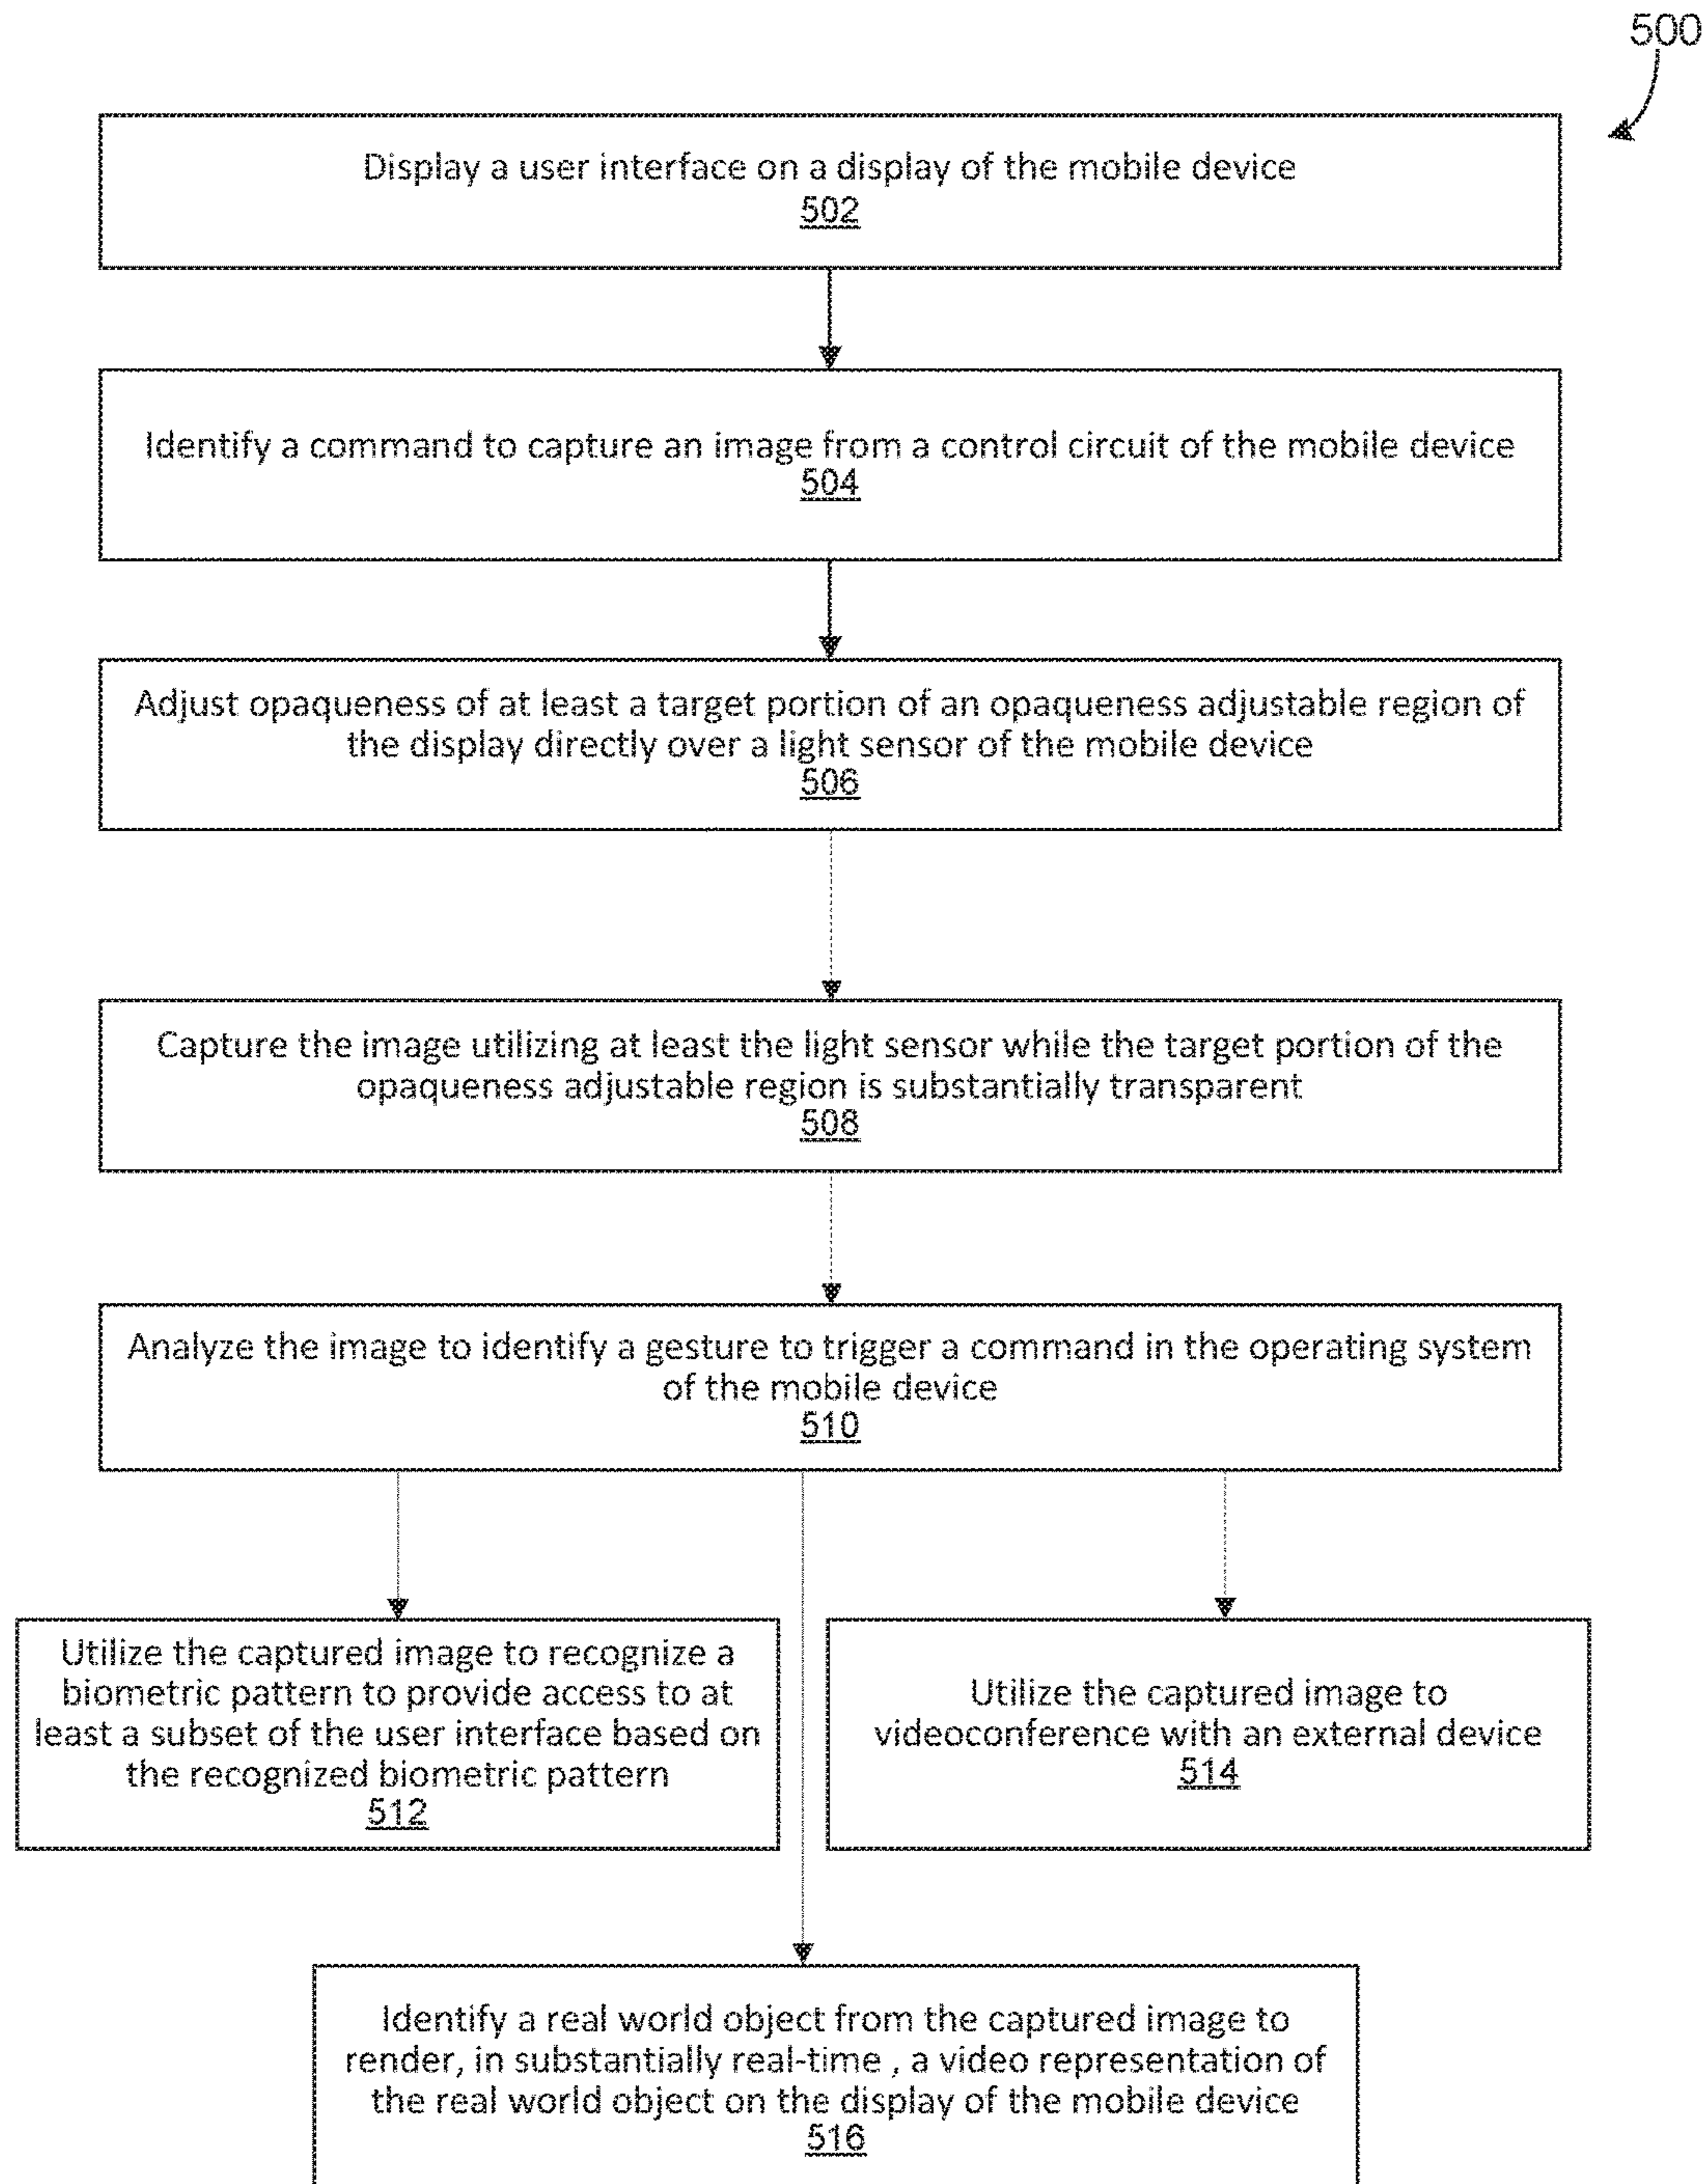 500
Display a user interface on a display of the mobile device
502
Identify a command to capture an image from a control circuit of the mobile device
504
Adjust opaqueness of at least a target portion of an opaqueness adjustable region of
the display directly over a light sensor of the mobile device
506
Capture the image utilizing at least the light sensor while the target portion of the
opaqueness adjustable region is substantially transparent
508
Analyze the image to identify a gesture to trigger a command in the operating system
of the mobile device
510
Utilize the captured image to recognize a
biometric pattern to provide access to at
least a subset of the user interface based on
the recognized biometric pattern
512
Utilize the captured image to
videoconference with an external device
514
Identify a real world object from the captured image to
render, in substantially real-time , a video representation of
the real world object on the display of the mobile device
516